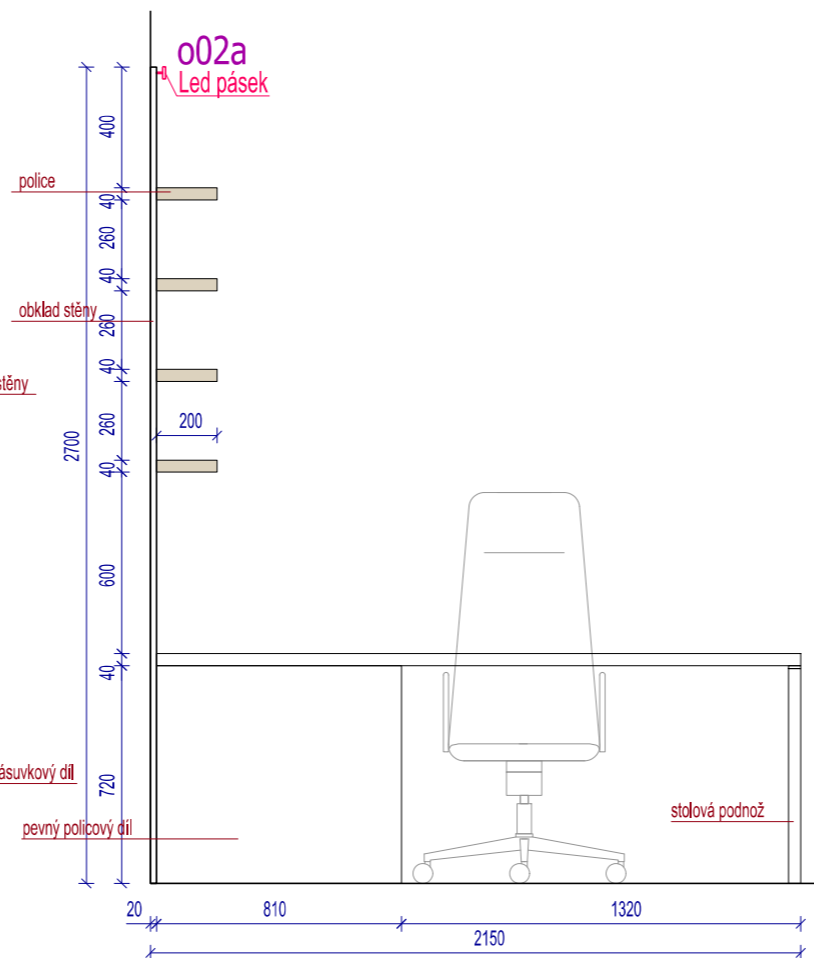 o02a
Led pásek
400
police
40
260
40
obklad stěny
260
40
stěny
260
200
2700
40
600
40
ásuvkový díl
720
stolová podnož
pevný policový díl
20
810
1320
2150